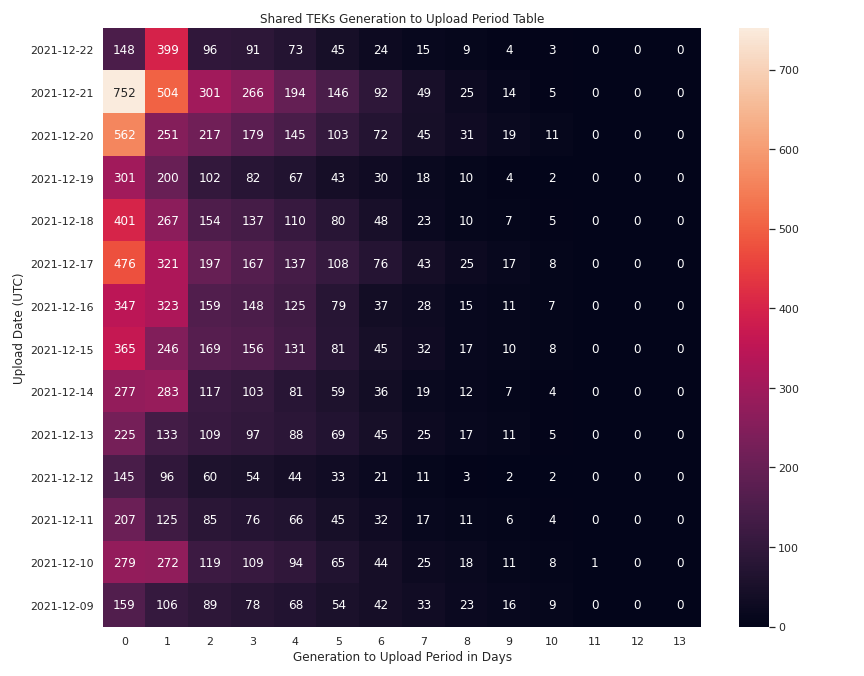 Shared TEKs Generation to Upload Period Table
Upload Date (UTC)
2021-12-22 148 399 96 91 73 45 24 15 9 4 3 0 0 0
2021-12-21 752 504 301 266 194 146 92 49 25 14 5 0 0 0
2021-12-20 562 251 217 179 145 103 72 45 31 19 11 0 0 0
2021-12-19 301 200 102 82 67 43 30 18 10 4 2 0 0 0
2021-12-18 401 267 154 137 110 80 48 23 10 7 5 0 0 0
2021-12-17 476 321 197 167 137 108 76 43 25 17 8 0 0 0
2021-12-16 347 323 159 148 125 79 37 28 15 11 7 0 0 0
2021-12-15 365 246 169 156 131 81 45 32 17 10 8 0 0 0
2021-12-14 277 283 117 103 81 59 36 19 12 7 4 0 0 0
2021-12-13 225 133 109 97 88 69 45 25 17 11 5 0 0 0
2021-12-12 145 96 60 54 44 33 21 11 3 2 2 0 0 0
2021-12-11 207 125 85 76 66 45 32 17 11 6 4 0 0 0
2021-12-10 279 272 119 109 94 65 44 25 18 11 8 1 0 0
2021-12-09 159 106 89 78 68 54 42 33 23 16 9 0 0 0
0 1 2 3 4 5 6 7 8 9 10 11 12 13
Generation to Upload Period in Days
700
600
500
400
300
200
100
0